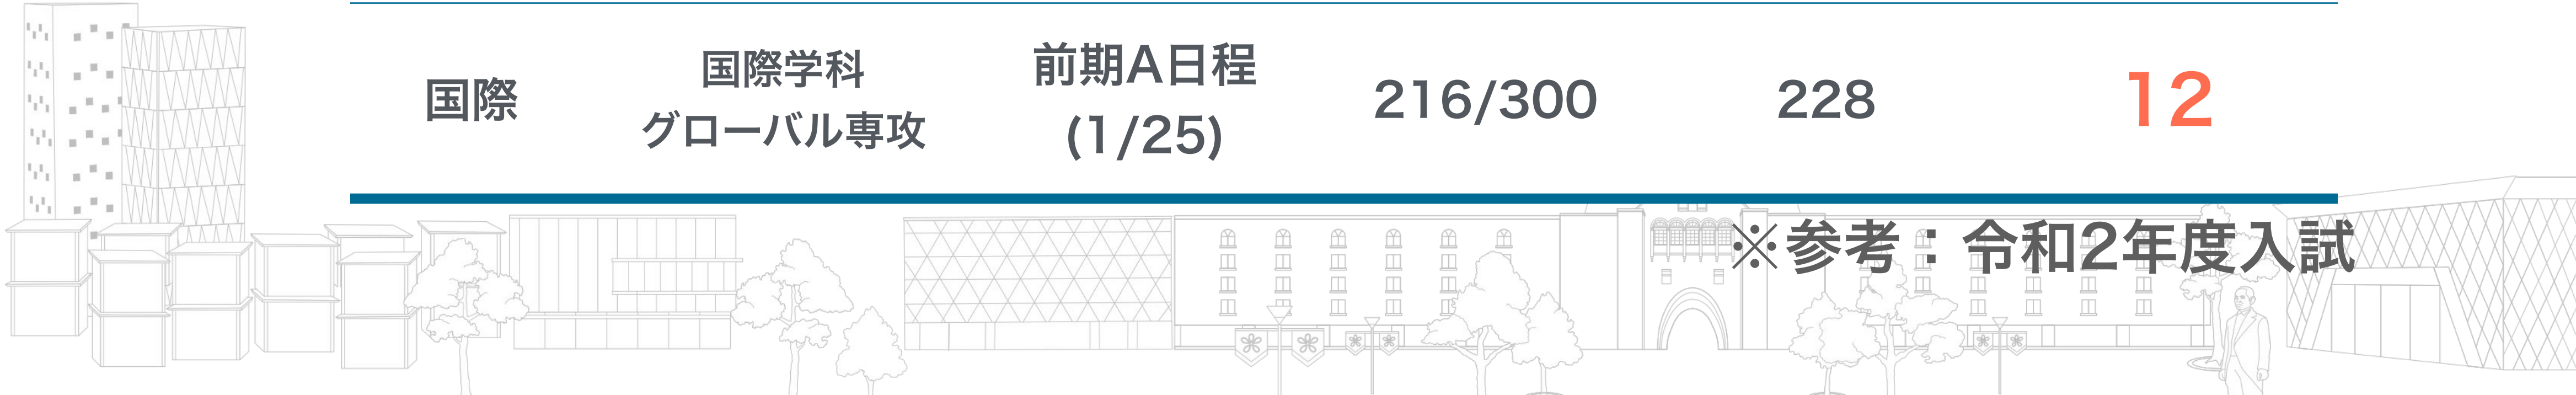 国際 国際学科 グローバル専攻 前期A日程 (1/25) 216/300 228 12
※参考：令和2年度入試